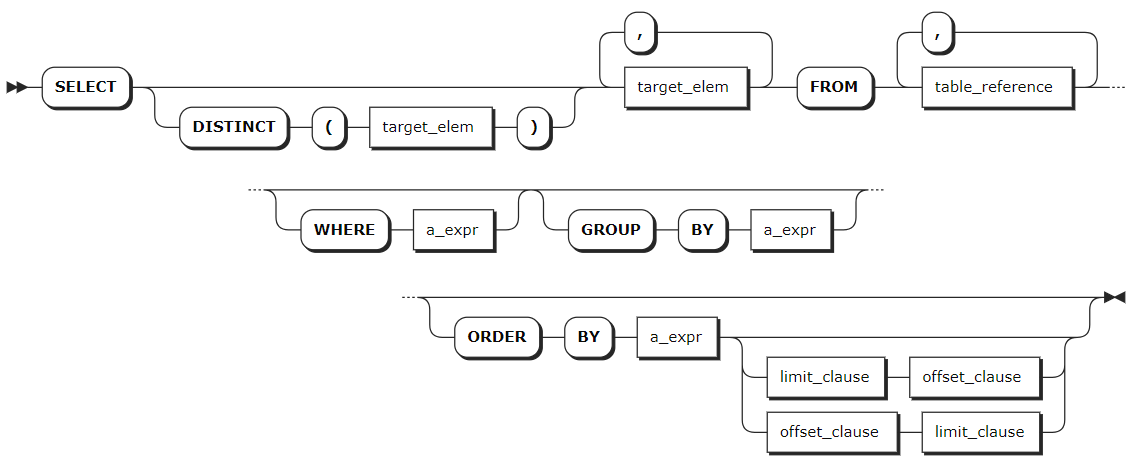 , ,
SELECT target_elem FROM table_reference
DISTINCT ( target_elem )
WHERE a_expr GROUP BY a_expr
ORDER BY a_expr
limit_clause offset_clause
offset_clause limit_clause